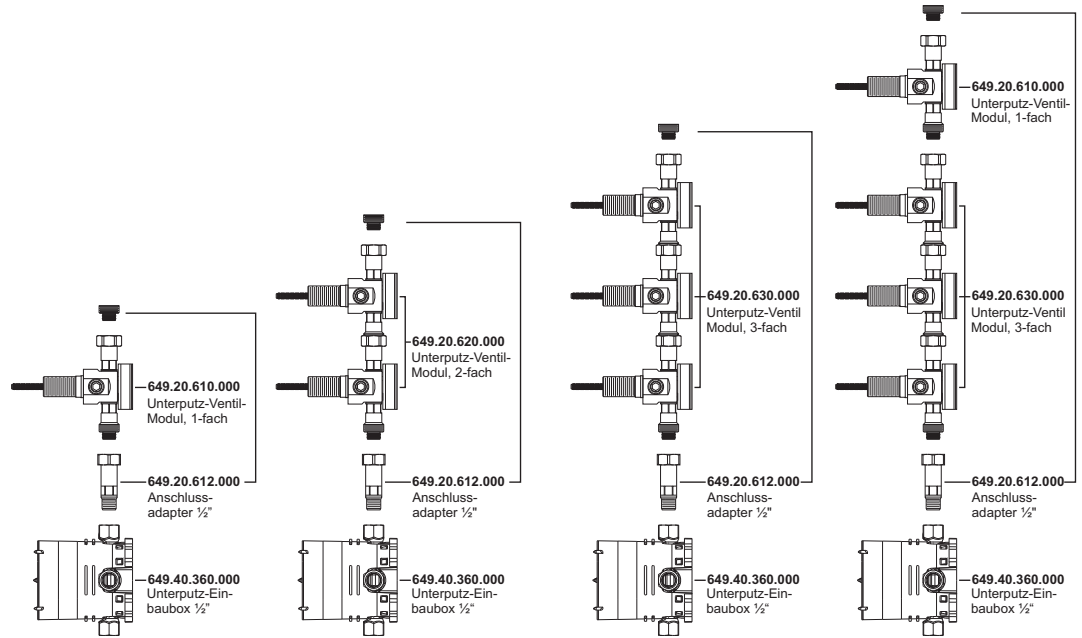 649.20.610.000
Unterputz-Ventil-
Modul, 1-fach
649.20.612.000
Anschluss-
adapter ½”
649.40.360.000
Unterputz-Ein-
baubox ½”
649.20.620.000
Unterputz-Ventil-
Modul, 2-fach
649.20.612.000
Anschluss-
adapter ½"
649.40.360.000
Unterputz-Ein-
baubox ½“
649.20.630.000
Unterputz-Ventil
Modul, 3-fach
649.20.612.000
Anschluss-
adapter ½"
649.40.360.000
Unterputz-Ein-
baubox ½“
649.20.610.000
Unterputz-Ventil-
Modul, 1-fach
649.20.630.000
Unterputz-Ventil
Modul, 3-fach
649.20.612.000
Anschluss-
adapter ½"
649.40.360.000
Unterputz-Ein-
baubox ½“